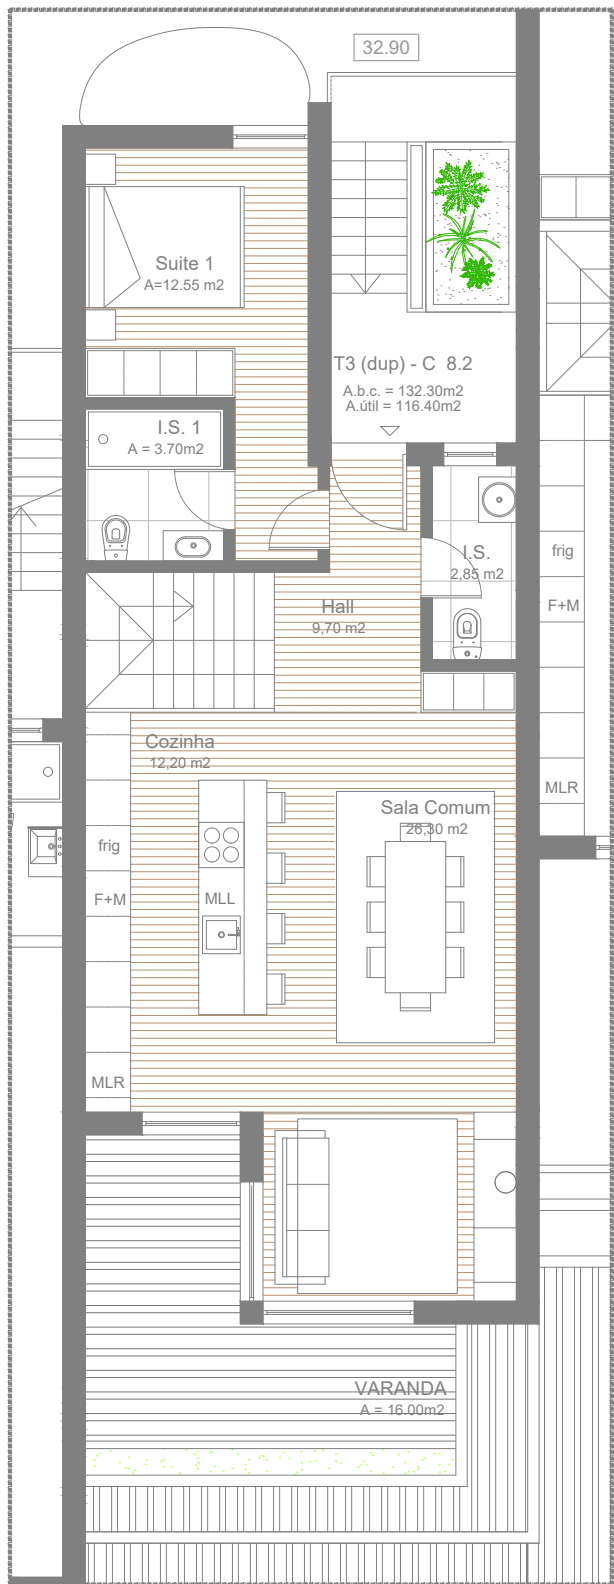 32.90
Suite 1
A=12.55 m2
T3 (dup) - C 8.2
A.b.c. = 132.30m2
A.útil = 116.40m2
I.S. 1
A = 3.70m2
I.S.
2,85 m2
frig
F+M
Hall
9,70 m2
Cozinha
12,20 m2
MLR
Sala Comum
26,30 m2
frig
F+M
MLL
MLR
VARANDA
A = 16.00m2